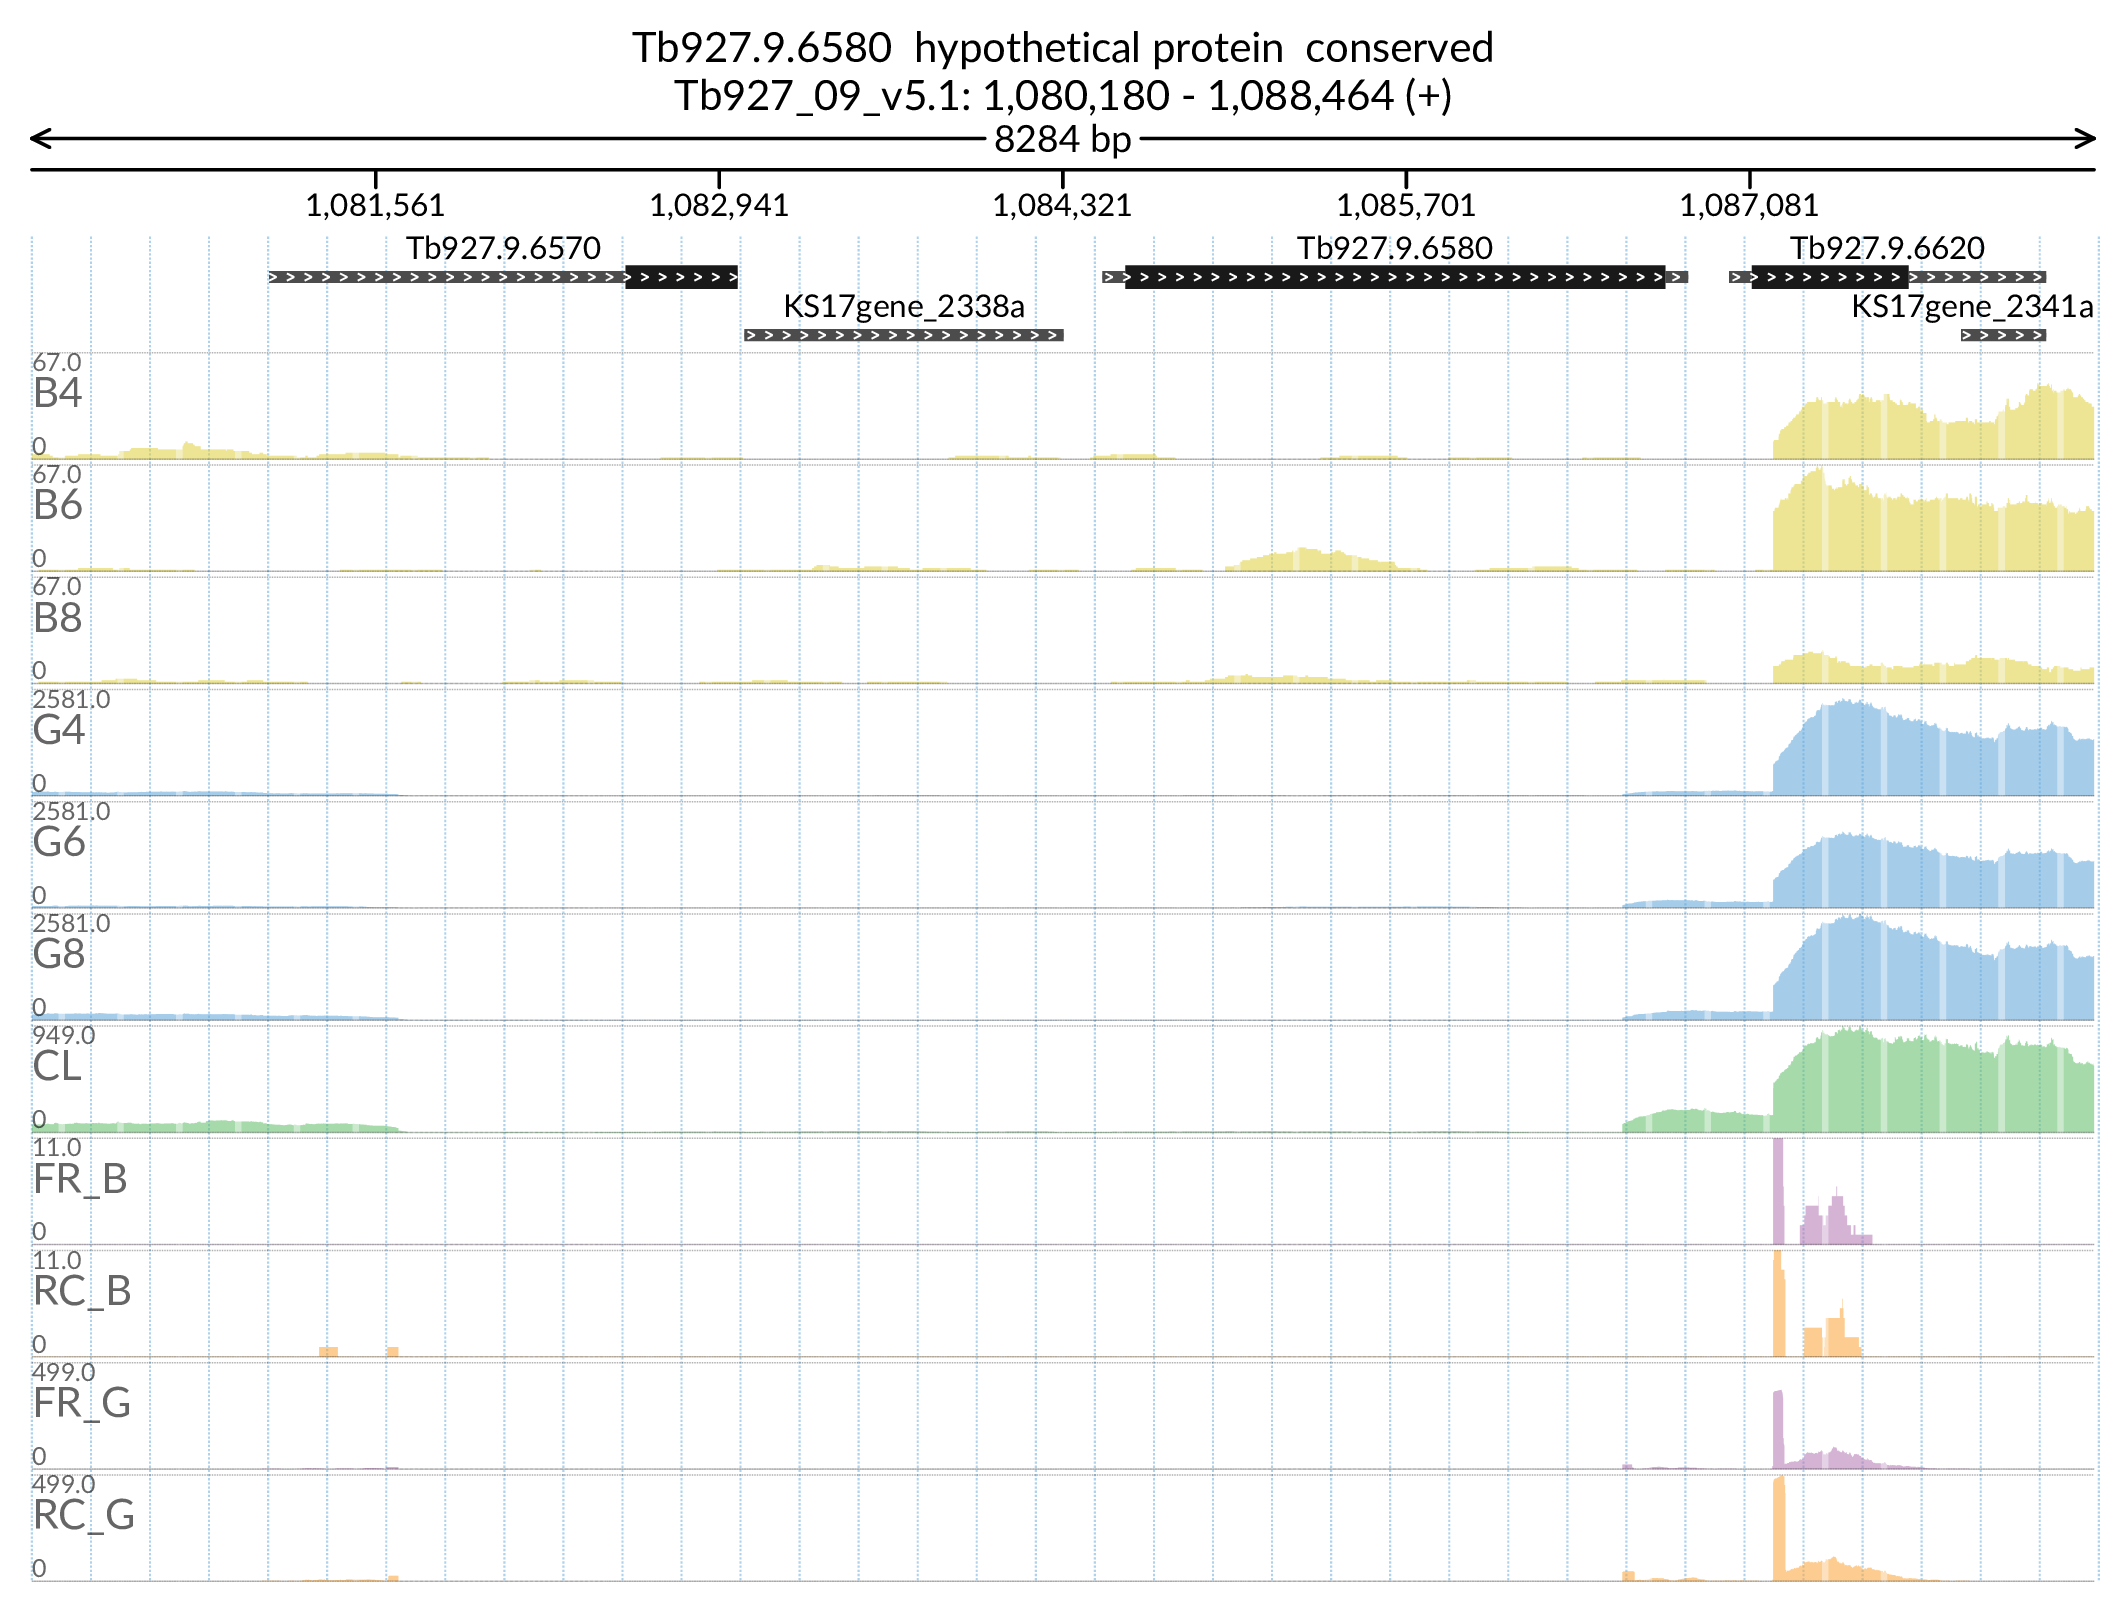 Tb927.9.6580  hypothetical protein  conserved
Tb927_09_v5.1: 1,080,180 - 1,088,464 (+)
8284 bp
1,081,561 1,082,941 1,084,321 1,085,701 1,087,081
Tb927.9.6570 Tb927.9.6580 Tb927.9.6620
KS17gene_2338a KS17gene_2341a
67.0
B4
0
67.0
B6
0
67.0
B8
0
2581.0
G4
0
2581.0
G6
0
2581.0
G8
0
949.0
CL
0
11.0
FR_B
0
11.0
RC_B
0
499.0
FR_G
0
499.0
RC_G
0